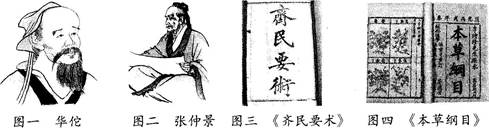 齊民要術
本草綱目
图一 华佗
图二 张仲景
图三 《齐民要术》
图四 《本草纲目》